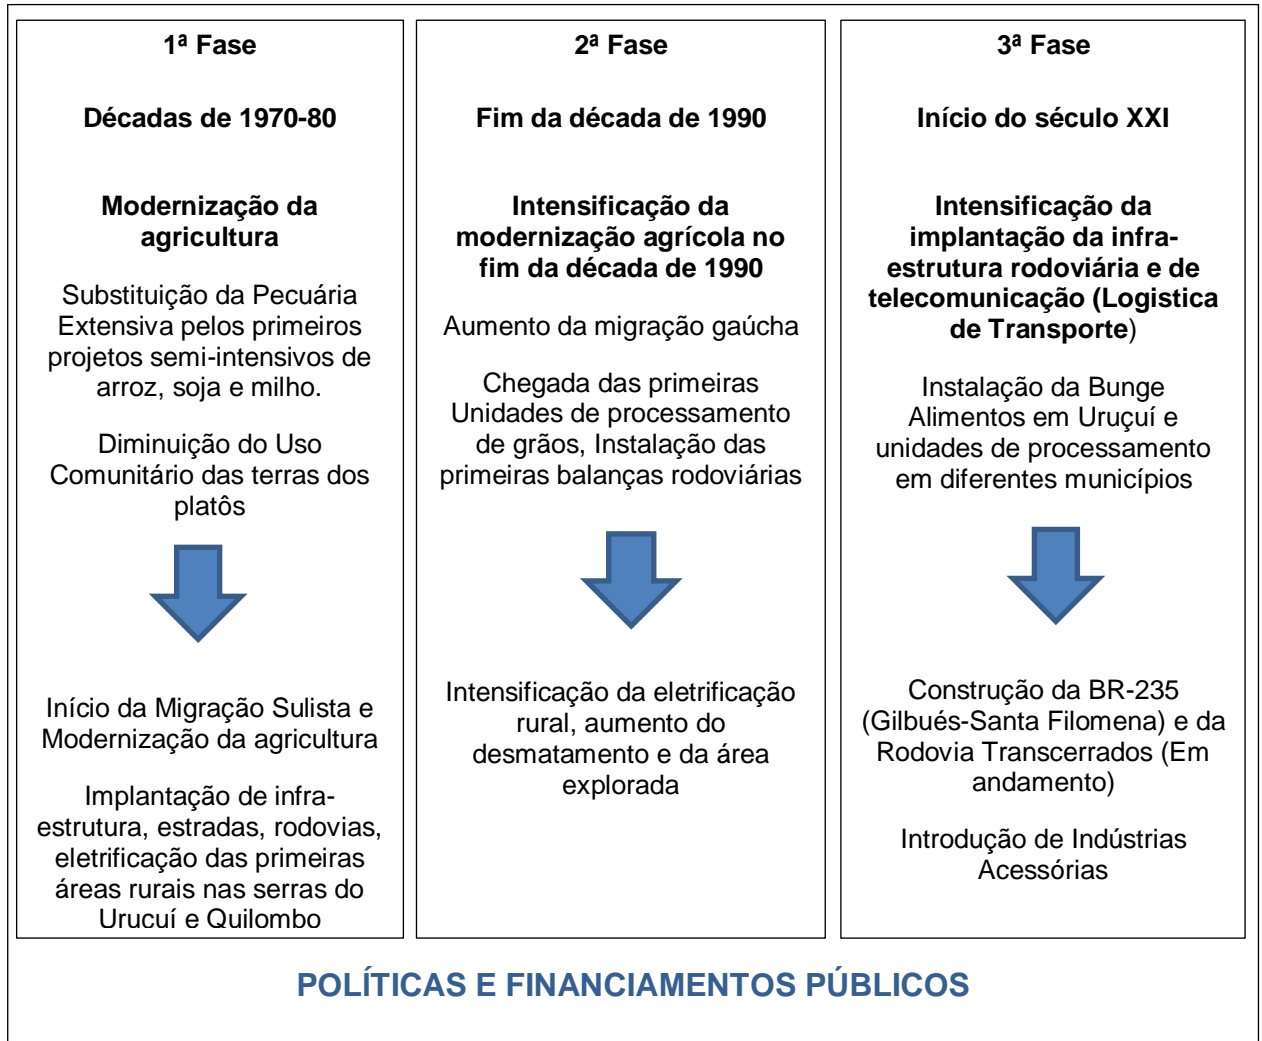 1ª Fase
Décadas de 1970-80
Modernização da
agricultura
Substituição da Pecuária
Extensiva pelos primeiros
projetos semi-intensivos de
arroz, soja e milho.
Diminuição do Uso
Comunitário das terras dos
platôs
Início da Migração Sulista e
Modernização da agricultura
Implantação de infra-
estrutura, estradas, rodovias,
eletrificação das primeiras
áreas rurais nas serras do
Urucuí e Quilombo
2ª Fase
Fim da década de 1990
Intensificação da
modernização agrícola no
fim da década de 1990
Aumento da migração gaúcha
Chegada das primeiras
Unidades de processamento
de grãos, Instalação das
primeiras balanças rodoviárias
Intensificação da eletrificação
rural, aumento do
desmatamento e da área
explorada
3ª Fase
Início do século XXI
Intensificação da
implantação da infra-
estrutura rodoviária e de
telecomunicação (Logistica
de Transporte)
Instalação da Bunge
Alimentos em Uruçuí e
unidades de processamento
em diferentes municípios
Construção da BR-235
(Gilbués-Santa Filomena) e da
Rodovia Transcerrados (Em
andamento)
Introdução de Indústrias
Acessórias
POLÍTICAS E FINANCIAMENTOS PÚBLICOS